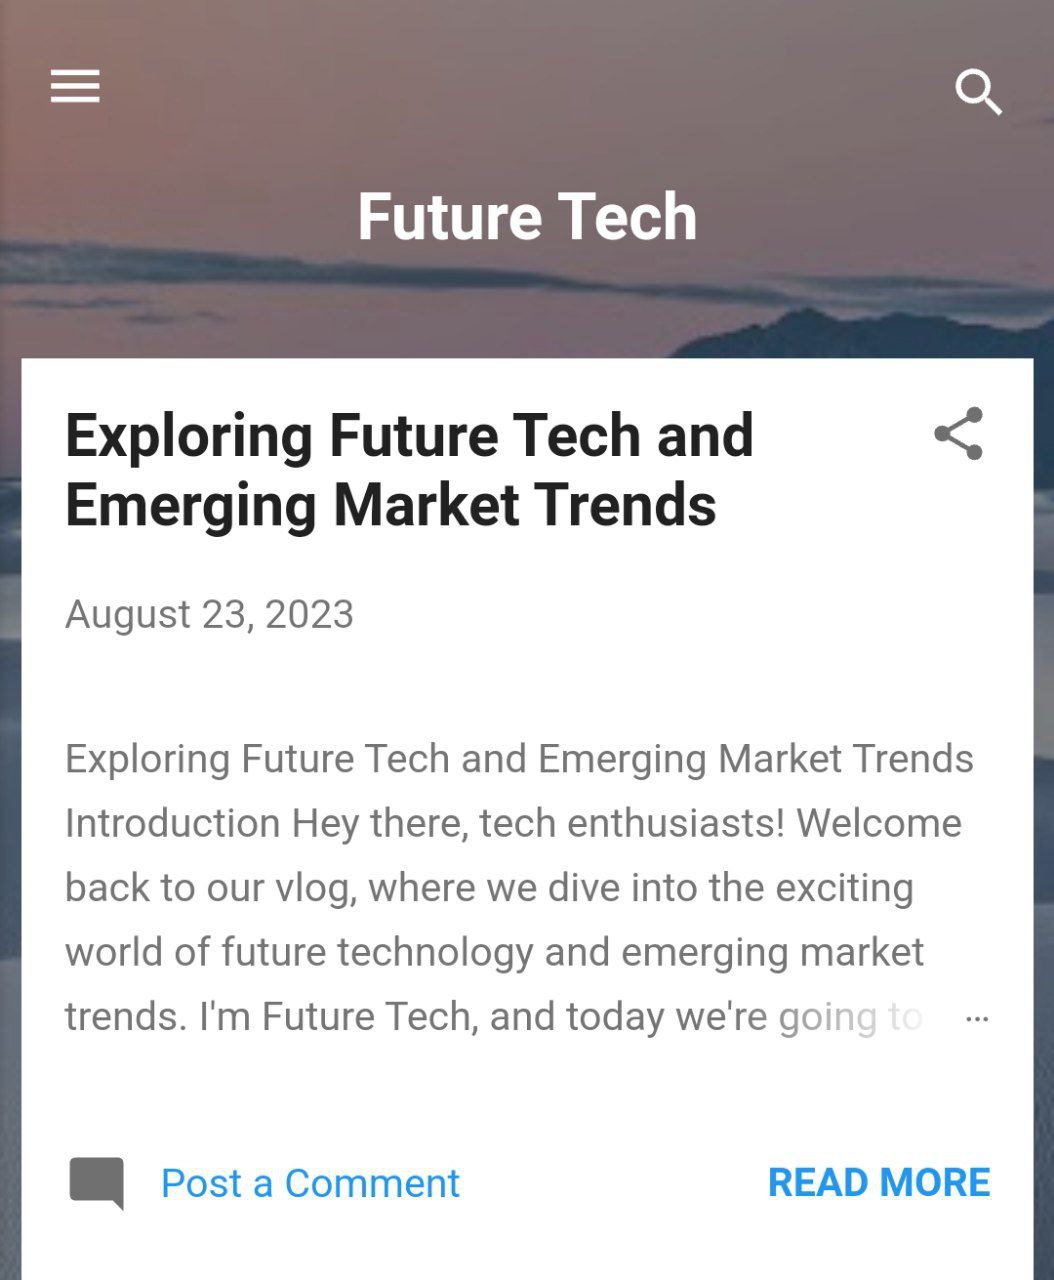 Future Tech
Exploring Future Tech and
Emerging Market Trends
August 23, 2023
Exploring Future Tech and Emerging Market Trends
Introduction Hey there, tech enthusiasts! Welcome
back to our vlog, where we dive into the exciting
world of future technology and emerging market
trends. I'm Future Tech, and today we're going to ...
Post a Comment READ MORE